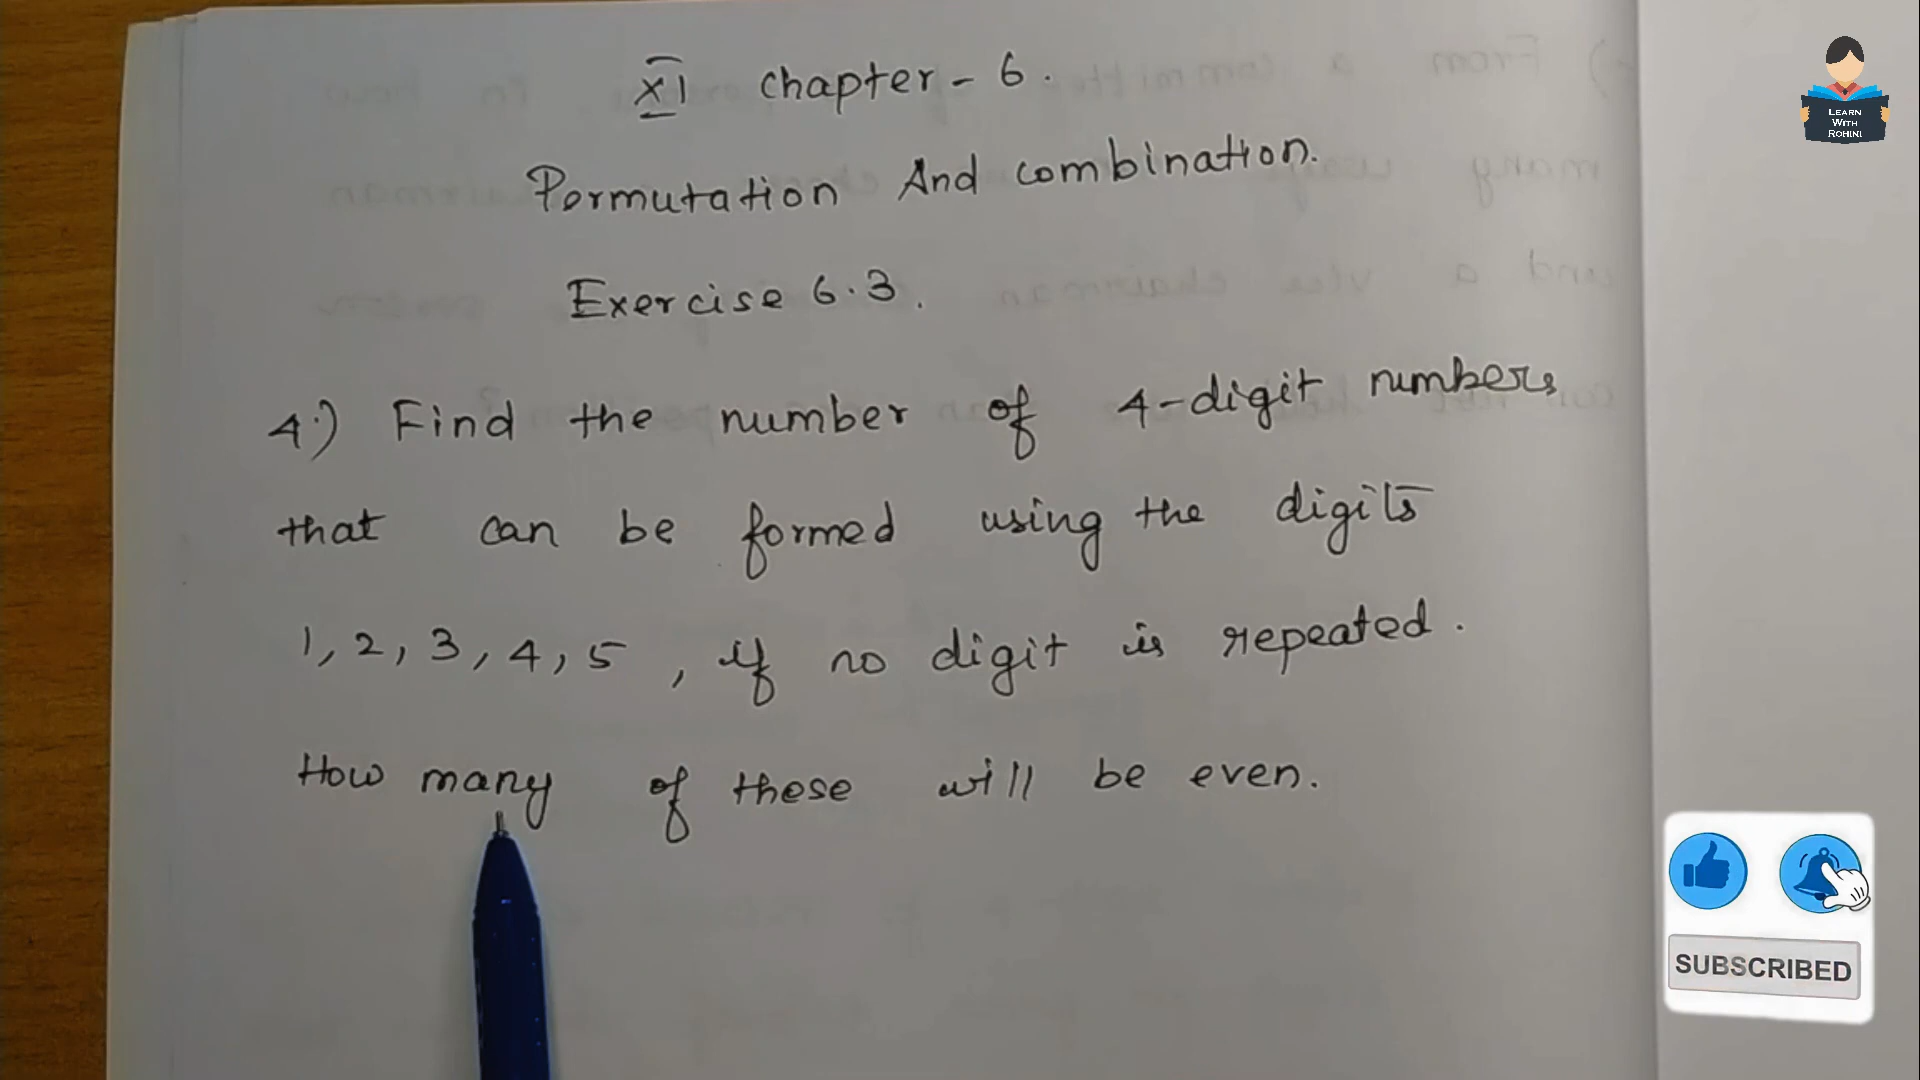 XI chapter - 6.
Permutation And combination.
Exercise 6.3.
4.) Find the number of 4-digit numbers
that can be formed using the digits
1, 2, 3, 4, 5, if no digit is repeated.
How many of these will be even.
LEARN
WITH
ROHINI
SUBSCRIBED